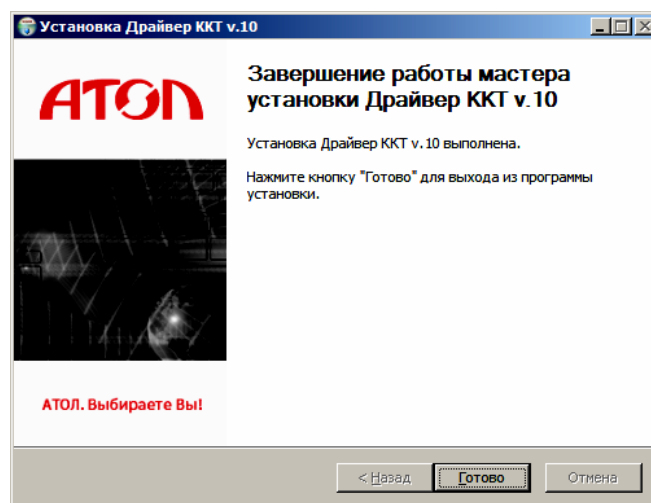 Установка Драйвер ККТ v.10
АТОЛ
Завершение работы мастера
установки Драйвер ККТ v.10
Установка Драйвер ККТ v.10 выполнена.
Нажмите кнопку "Готово" для выхода из программы
установки.
АТОЛ. Выбираете Вы!
< Назад
Готово
Отмена